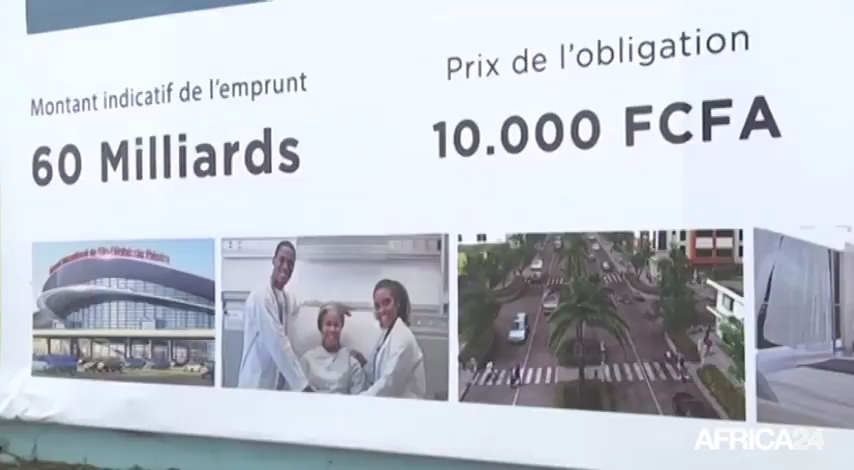 Montant indicatif de l'emprunt
60 Milliards
Prix de l'obligation
10.000 FCFA
AFRICA24